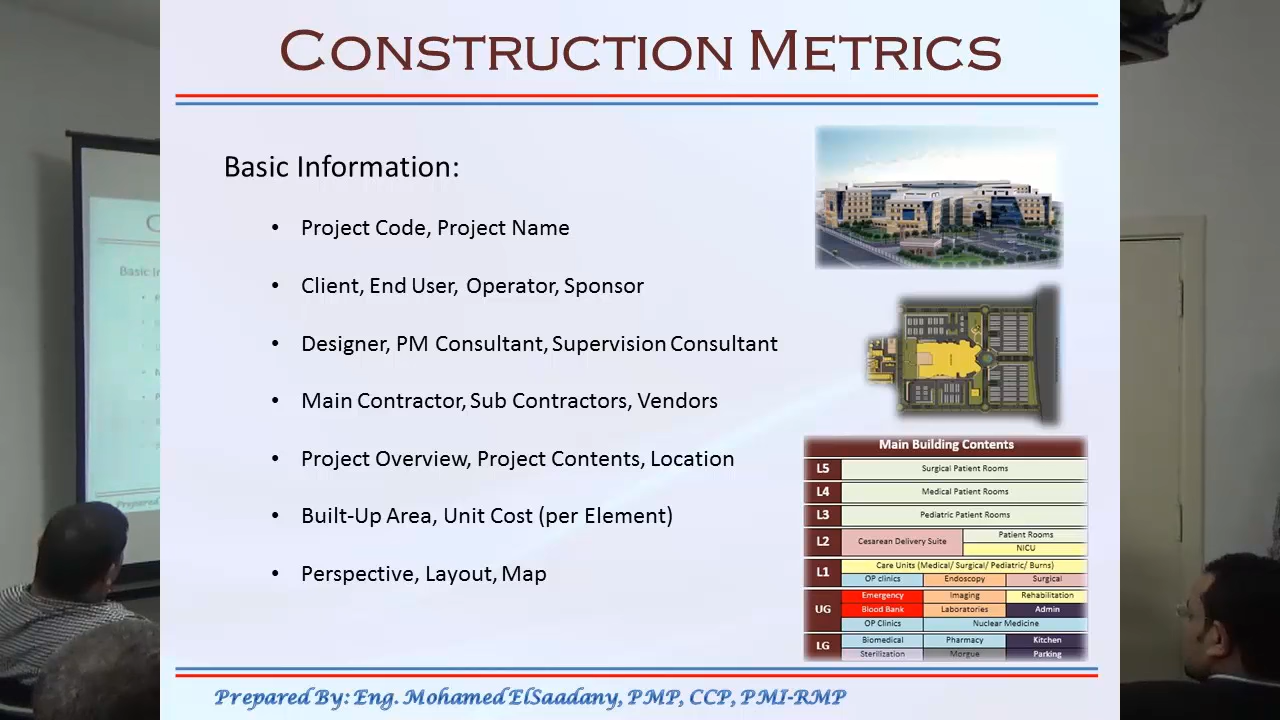 CONSTRUCTION METRICS
Basic Information:
• Project Code, Project Name
• Client, End User, Operator, Sponsor
• Designer, PM Consultant, Supervision Consultant
• Main Contractor, Sub Contractors, Vendors
• Project Overview, Project Contents, Location
• Built-Up Area, Unit Cost (per Element)
• Perspective, Layout, Map
Main Building Contents
L5 Surgical Patient Rooms
L4 Medical Patient Rooms
L3 Pediatric Patient Rooms
L2 Cesarean Delivery Suite Patient Rooms
NICU
L1 Care Units (Medical/ Surgical/ Pediatric/ Burns)
OP clinics Endoscopy Surgical
UG Emergency Imaging Rehabilitation
Blood Bank Laboratories Admin
OP Clinics Nuclear Medicine
LG Biomedical Pharmacy Kitchen
Sterilization Morgue Parking
Prepared By: Eng. Mohamed ElSaadany, PMP, CCP, PMI-RMP
Basic In
Prepared